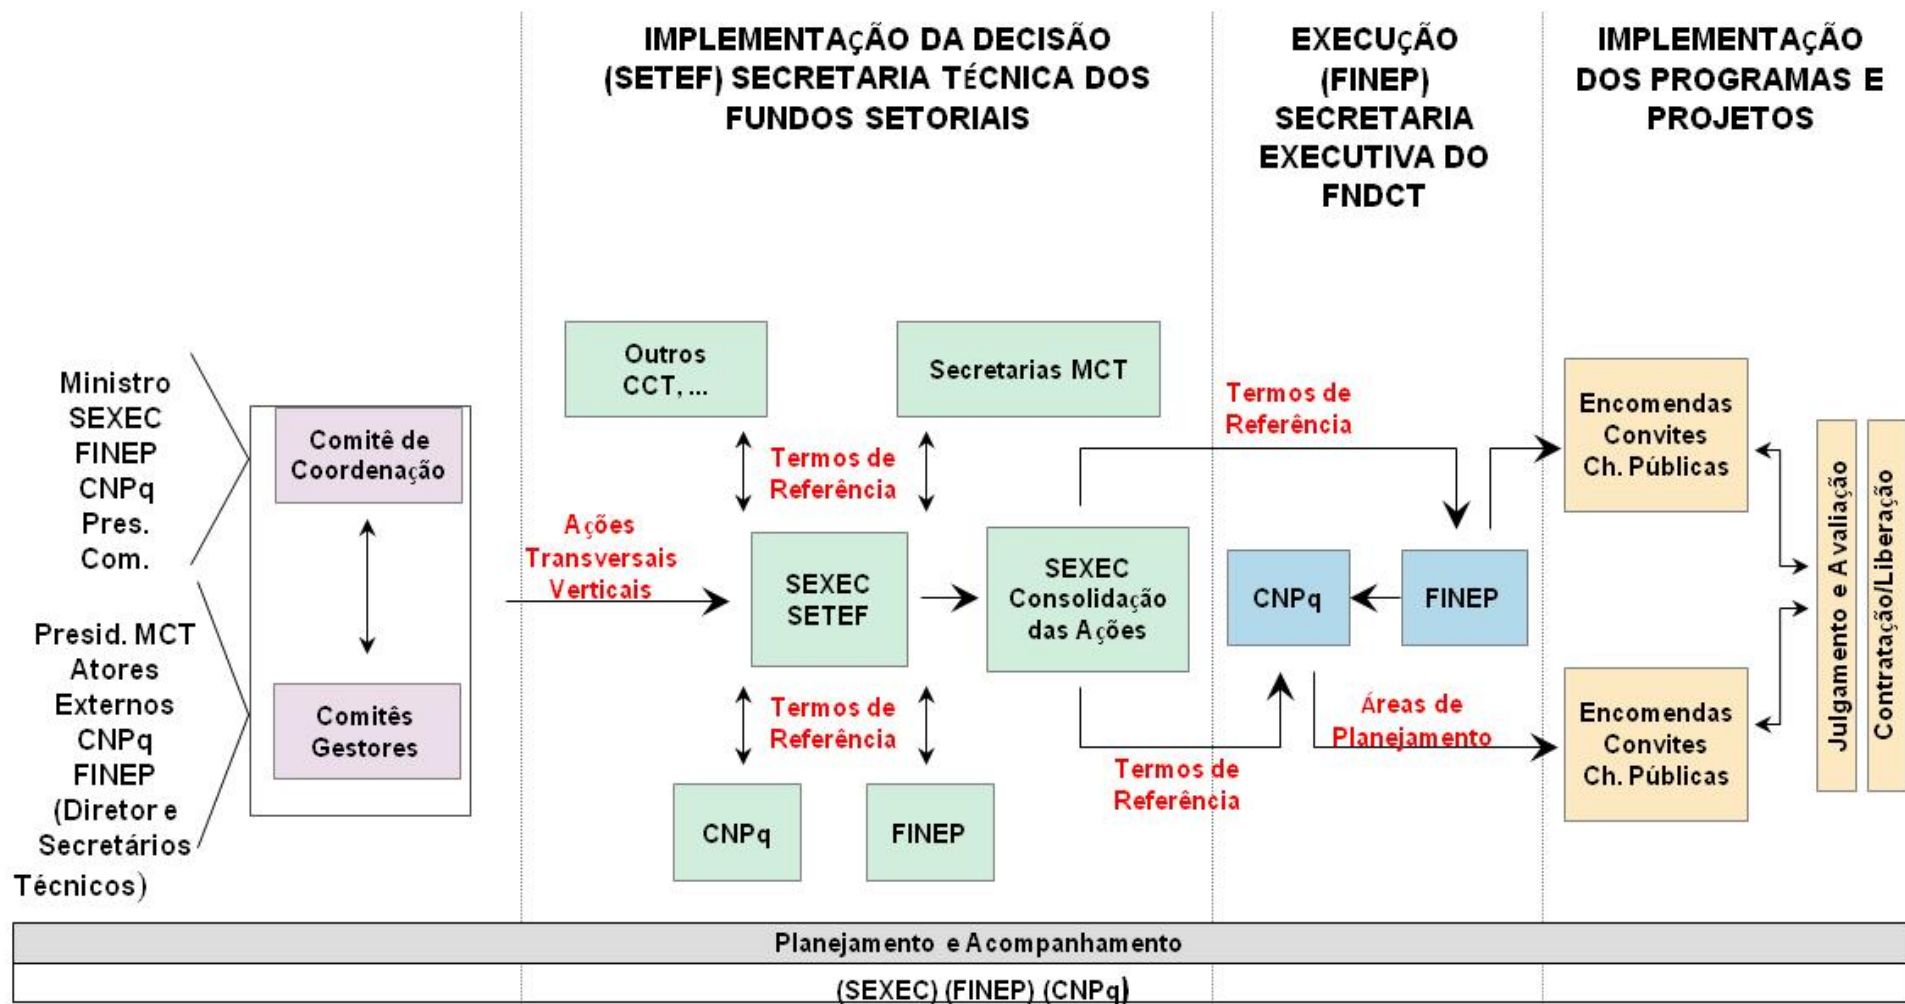 IMPLEMENTAÇÃO DA DECISÃO
(SETEF) SECRETARIA TÉCNICA DOS
FUNDOS SETORIAIS
EXECUÇÃO
(FINEP)
SECRETARIA
EXECUTIVA DO
FNDCT
IMPLEMENTAÇÃO
DOS PROGRAMAS E
PROJETOS
Ministro
SEXEC
FINEP
CNPq
Pres.
Com.
Presid. MCT
Atores
Externos
CNPq
FINEP
(Diretor e
Secretários
Técnicos)
Comitê de
Coordenação
Comitês
Gestores
Ações
Transversais
Verticais
Outros
CCT, ...
Secretarias MCT
Termos de
Referência
SEXEC
SETEF
SEXEC
Consolidação
das Ações
Termos de
Referência
CNPq
FINEP
Termos de
Referência
Termos de
Referência
CNPq
FINEP
Áreas de
Planejamento
Encomendas
Convites
Ch. Públicas
Encomendas
Convites
Ch. Públicas
Julgamento e Avaliação
Contratação/Liberação
Planejamento e Acompanhamento
(SEXEC) (FINEP) (CNPq)